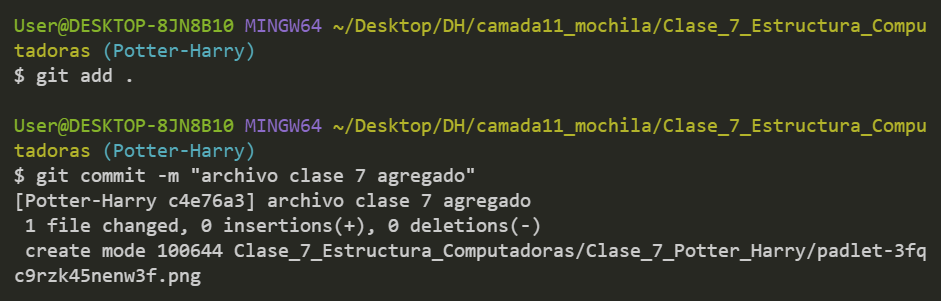 User@DESKTOP-8JN8B10 MINGW64 ~/Desktop/DH/camada11_mochila/Clase_7_Estructura_Compu
tadoras (Potter-Harry)
$ git add .
User@DESKTOP-8JN8B10 MINGW64 ~/Desktop/DH/camada11_mochila/Clase_7_Estructura_Compu
tadoras (Potter-Harry)
$ git commit -m "archivo clase 7 agregado"
[Potter-Harry c4e76a3] archivo clase 7 agregado
 1 file changed, 0 insertions(+), 0 deletions(-)
 create mode 100644 Clase_7_Estructura_Computadoras/Clase_7_Potter_Harry/padlet-3fq
c9rzk45nenw3f.png